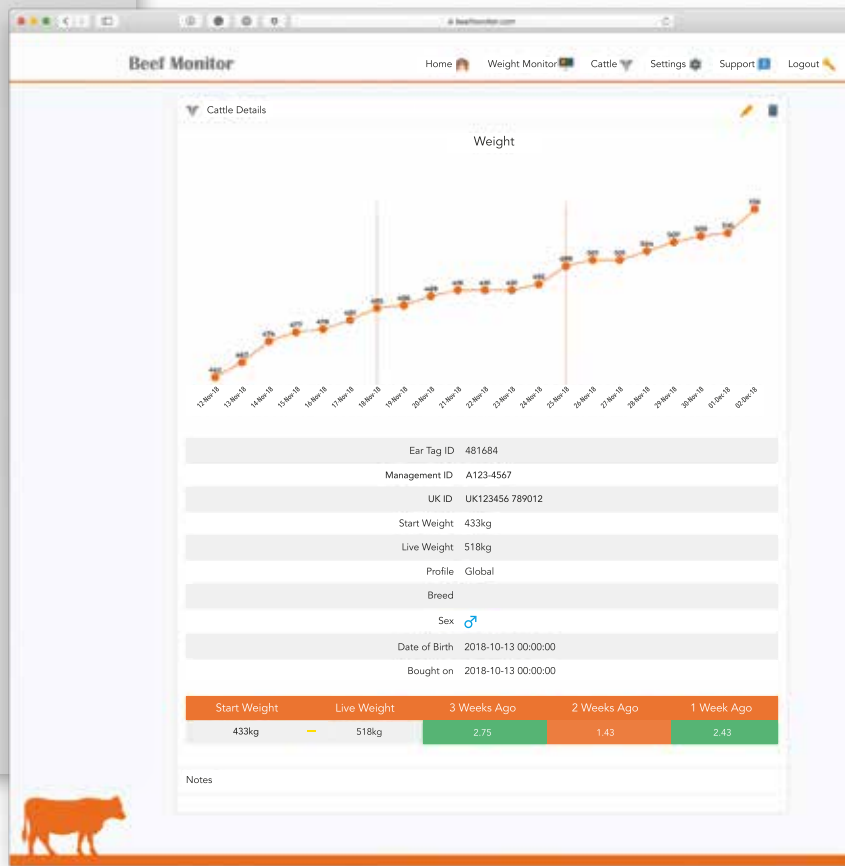 beefmonitor.com
Beef Monitor
Home Weight Monitor Cattle Settings Support Logout
Cattle Details
Weight
12-Nov-18 13-Nov-18 14-Nov-18 15-Nov-18 16-Nov-18 17-Nov-18 18-Nov-18 19-Nov-18 20-Nov-18 21-Nov-18 22-Nov-18 23-Nov-18 24-Nov-18 25-Nov-18 26-Nov-18 27-Nov-18 28-Nov-18 29-Nov-18 30-Nov-18 01-Dec-18 02-Dec-18
Ear Tag ID 481684
Management ID A123-4567
UK ID UK123456 789012
Start Weight 433kg
Live Weight 518kg
Profile Global
Breed
Sex ♂
Date of Birth 2018-10-13 00:00:00
Bought on 2018-10-13 00:00:00
Start Weight Live Weight 3 Weeks Ago 2 Weeks Ago 1 Week Ago
433kg – 518kg 2.75 1.43 2.43
Notes